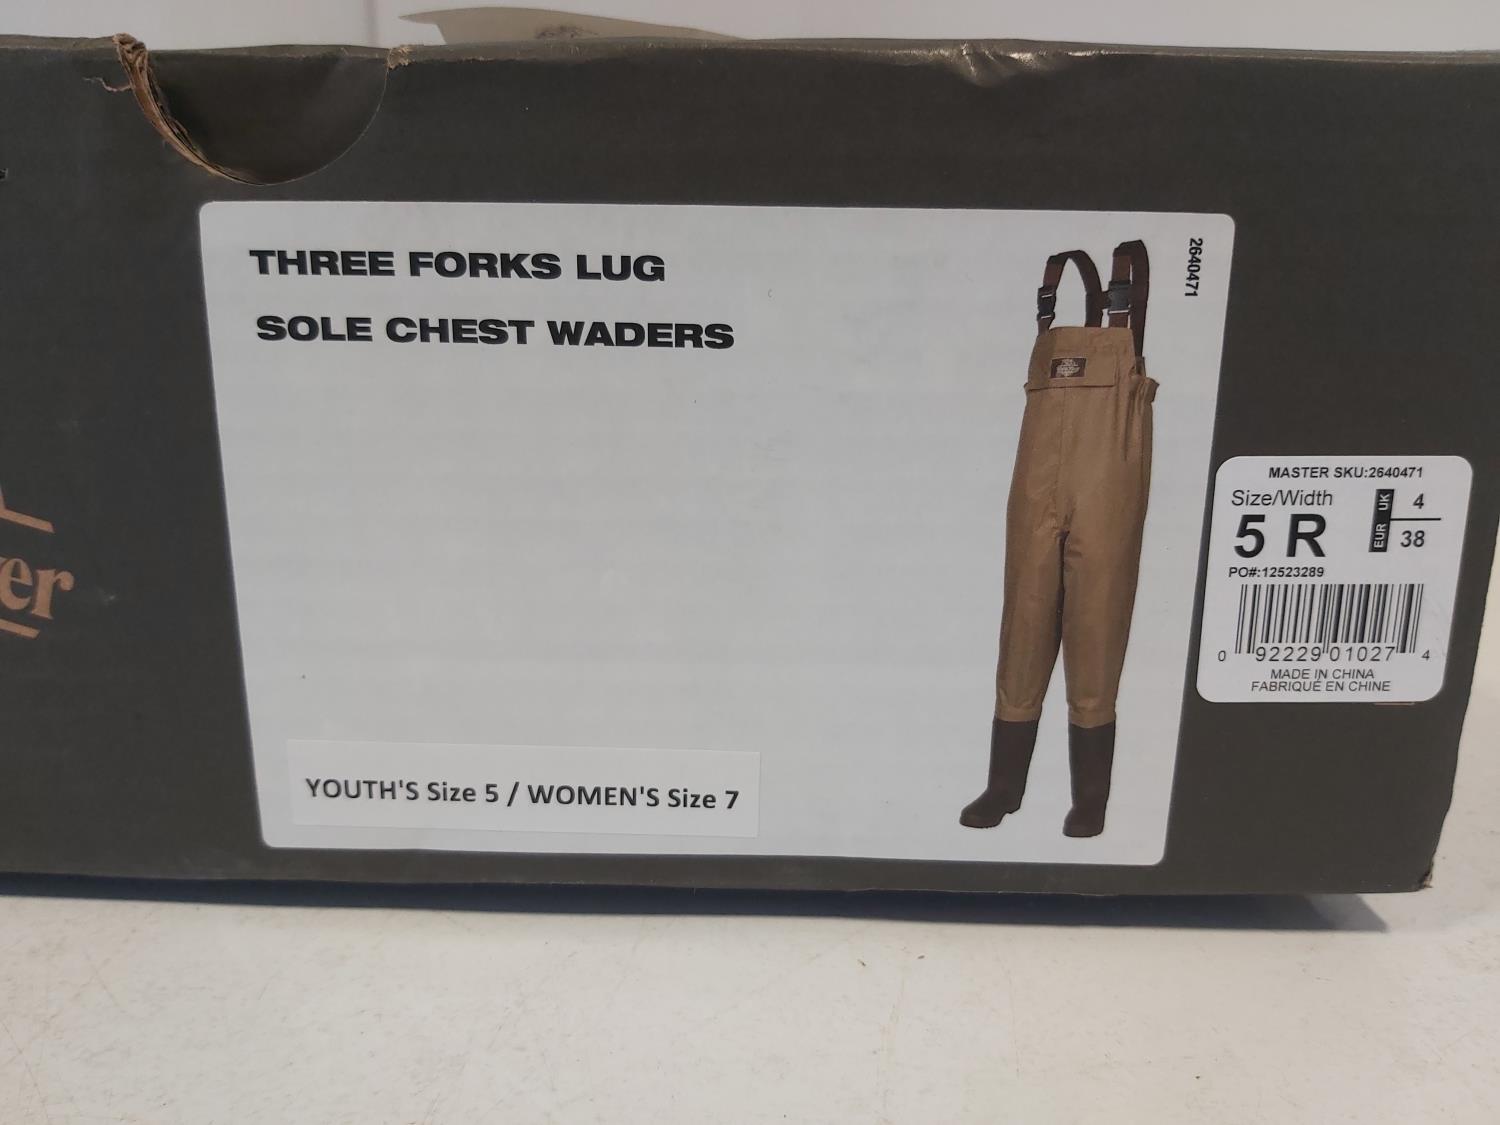 THREE FORKS LUG
SOLE CHEST WADERS
2640471
YOUTH'S Size 5 / WOMEN'S Size 7
MASTER SKU:2640471
Size/Width
5 R
UK 4
EUR 38
PO#:12523289
0 92229 01027 4
MADE IN CHINA
FABRIQUÉ EN CHINE